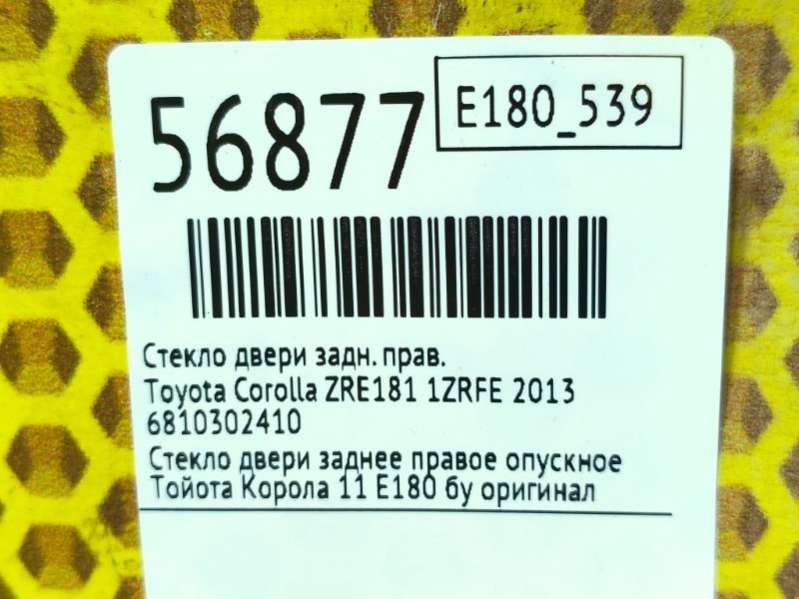 56877
E180_539
Стекло двери задн. прав.
Toyota Corolla ZRE181 1ZRFE 2013
6810302410
Стекло двери заднее правое опускное
Тойота Корола 11 Е180 бу оригинал